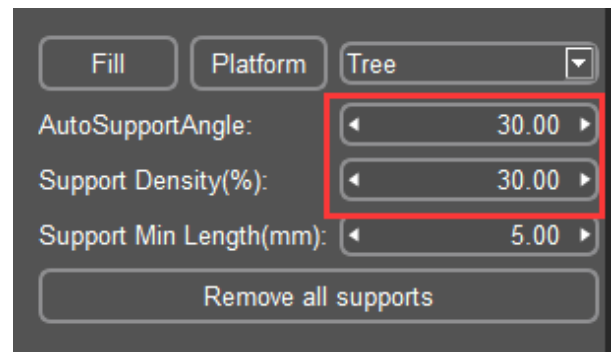 Fill Platform Tree
AutoSupportAngle: 30.00
Support Density(%): 30.00
Support Min Length(mm): 5.00
Remove all supports